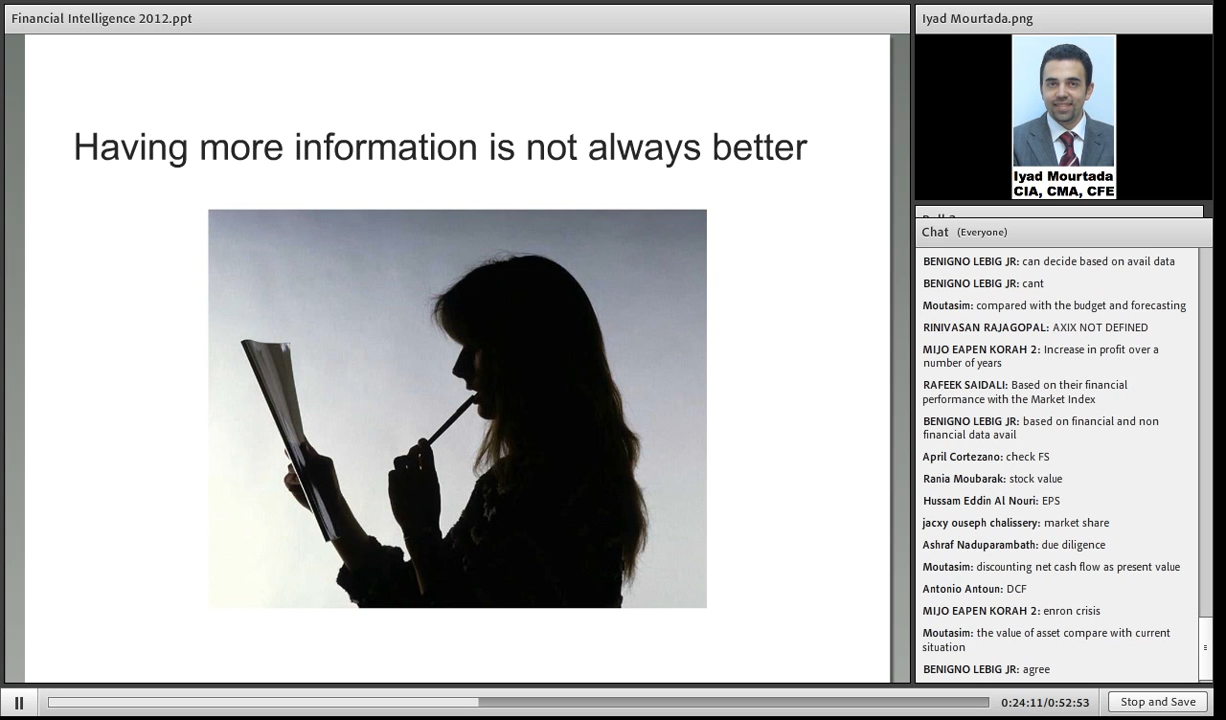 Financial Intelligence 2012.ppt
Having more information is not always better
Iyad Mourtada.png
Iyad Mourtada
CIA, CMA, CFE
Chat (Everyone)
BENIGNO LEBIG JR: can decide based on avail data
BENIGNO LEBIG JR: cant
Moutasim: compared with the budget and forecasting
RINIVASAN RAJAGOPAL: AXIX NOT DEFINED
MIJO EAPEN KORAH 2: Increase in profit over a
number of years
RAFEEK SAIDALI: Based on their financial
performance with the Market Index
BENIGNO LEBIG JR: based on financial and non
financial data avail
April Cortezano: check FS
Rania Moubarak: stock value
Hussam Eddin Al Nouri: EPS
jacxy ouseph chalissery: market share
Ashraf Naduparambath: due diligence
Moutasim: discounting net cash flow as present value
Antonio Antoun: DCF
MIJO EAPEN KORAH 2: enron crisis
Moutasim: the value of asset compare with current
situation
BENIGNO LEBIG JR: agree
0:24:11/0:52:53
Stop and Save